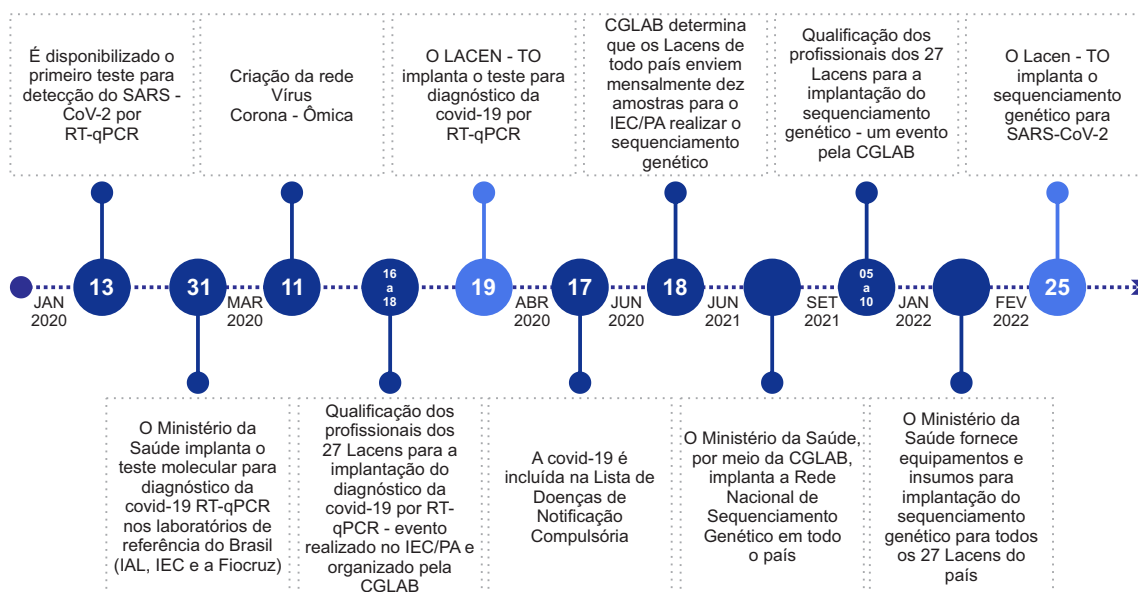 É disponibilizado o
primeiro teste para
detecção do SARS -
CoV-2 por
RT-qPCR
Criação da rede
Vírus
Corona - Ômica
O LACEN - TO
implanta o teste para
diagnóstico da
covid-19 por
RT-qPCR
CGLAB determina
que os Lacens de
todo país enviem
mensalmente dez
amostras para o
IEC/PA realizar o
sequenciamento
genético
Qualificação dos
profissionais dos 27
Lacens para a
implantação do
sequenciamento
genético - um evento
pela CGLAB
O Lacen - TO
implanta o
sequenciamento
genético para
SARS-CoV-2
JAN
2020
13
31
MAR
2020
11
16
a
18
19
ABR
2020
17
JUN
2020
18
JUN
2021
SET
2021
05
a
10
JAN
2022
FEV
2022
25
O Ministério da
Saúde implanta o
teste molecular para
diagnóstico da
covid-19 RT-qPCR
nos laboratórios de
referência do Brasil
(IAL, IEC e a Fiocruz)
Qualificação dos
profissionais dos
27 Lacens para a
implantação do
diagnóstico da
covid-19 por RT-
qPCR - evento
realizado no IEC/PA e
organizado pela
CGLAB
A covid-19 é
incluída na Lista de
Doenças de
Notificação
Compulsória
O Ministério da Saúde,
por meio da CGLAB,
implanta a Rede
Nacional de
Sequenciamento
Genético em todo
o país
O Ministério da
Saúde fornece
equipamentos e
insumos para
implantação do
sequenciamento
genético para todos
os 27 Lacens do
país